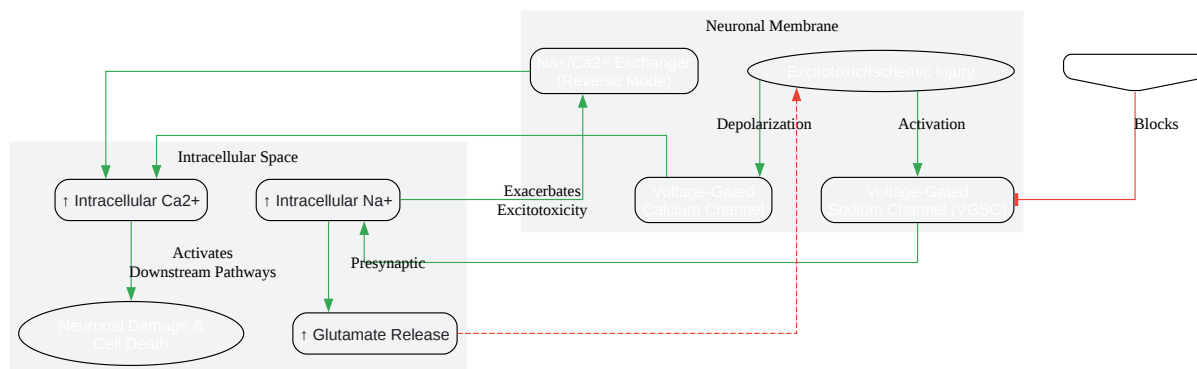 Neuronal Membrane
Na+/Ca2+ Exchanger
(Reverse Mode)
Excitotoxic/Ischemic Injury
Depolarization
Activation
Blocks
Intracellular Space
↑ Intracellular Ca2+
↑ Intracellular Na+
Exacerbates
Excitotoxicity
Voltage-Gated
Calcium Channel
Voltage-Gated
Sodium Channel (VGSC)
Activates
Downstream Pathways
Presynaptic
Neuronal Damage &
Cell Death
↑ Glutamate Release